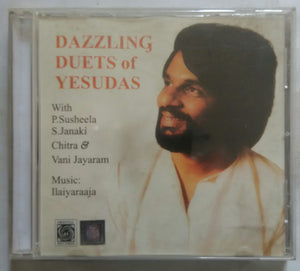 DAZZLING
DUETS of
YESUDAS
With
P.Susheela
S.Janaki
Chitra &
Vani Jayaram
Music:
Ilaiyaraaja